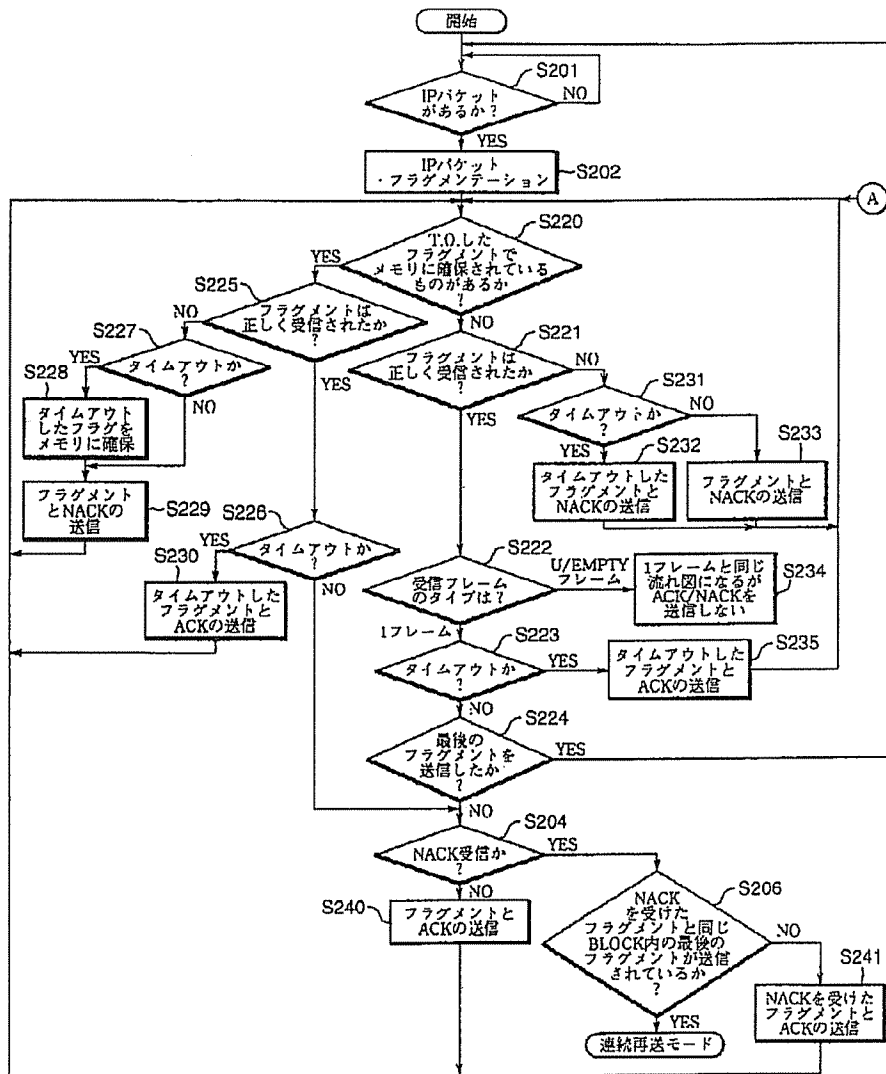 開始
S201
IPパケット
があるか?
NO
YES
IPパケット
・フラグメンテーション
S202
A
S220
T.O.した
フラグメントで
メモリに確保されている
ものがあるか
?
YES
NO
S225
フラグメントは
正しく受信されたか
?
NO
YES
S221
フラグメントは
正しく受信されたか
?
NO
YES
S227
タイムアウトか
?
YES
NO
S228
タイムアウト
したフラグを
メモリに確保
S229
フラグメント
とNACKの
送信
S231
タイムアウトか
?
NO
YES
S232
タイムアウトした
フラグメントと
NACKの送信
S233
フラグメントと
NACKの送信
S226
タイムアウトか
?
YES
NO
S230
タイムアウトした
フラグメントと
ACKの送信
S222
受信フレーム
のタイプは?
U/EMPTY
フレーム
1フレーム
S234
1フレームと同じ
流れ図になるが
ACK/NACKを
送信しない
S223
タイムアウトか
?
YES
NO
S235
タイムアウトした
フラグメントと
ACKの送信
S224
最後の
フラグメントを
送信したか
?
YES
NO
S204
NACK受信か
?
YES
NO
S240
フラグメントと
ACKの送信
S206
NACK
を受けた
フラグメントと同じ
BLOCK内の最後の
フラグメントが送信
されているか
?
NO
YES
S241
NACKを受けた
フラグメントと
ACKの送信
連続再送モード